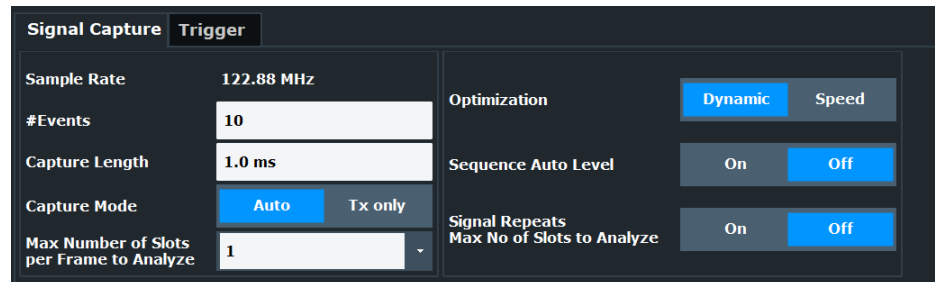 Signal Capture Trigger
Sample Rate 122.88 MHz
#Events 10
Capture Length 1.0 ms
Capture Mode Auto Tx only
Max Number of Slots
per Frame to Analyze 1
Optimization Dynamic Speed
Sequence Auto Level On Off
Signal Repeats
Max No of Slots to Analyze On Off